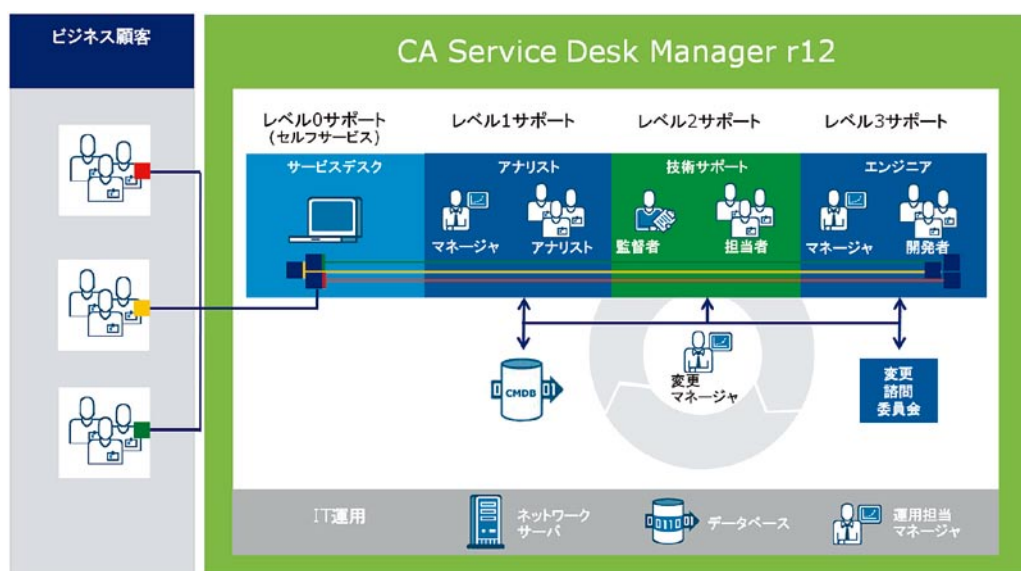 ビジネス顧客
CA Service Desk Manager r12
レベル0サポート
(セルフサービス)
レベル1サポート
レベル2サポート
レベル3サポート
サービスデスク
アナリスト
技術サポート
エンジニア
マネージャ
アナリスト
監督者
担当者
マネージャ
開発者
CMDB
変更
マネージャ
変更
諮問
委員会
IT運用
ネットワーク
サーバ
データベース
運用担当
マネージャ